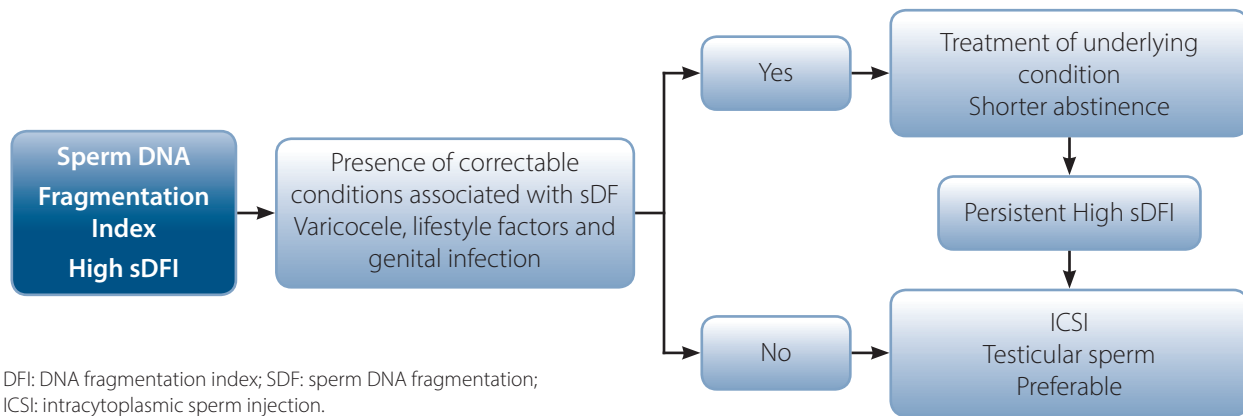 Sperm DNA
Fragmentation
Index
High sDFI
Presence of correctable
conditions associated with sDF
Varicocele, lifestyle factors and
genital infection
Yes
Treatment of underlying
condition
Shorter abstinence
Persistent High sDFI
No
ICSI
Testicular sperm
Preferable
DFI: DNA fragmentation index; SDF: sperm DNA fragmentation;
ICSI: intracytoplasmic sperm injection.